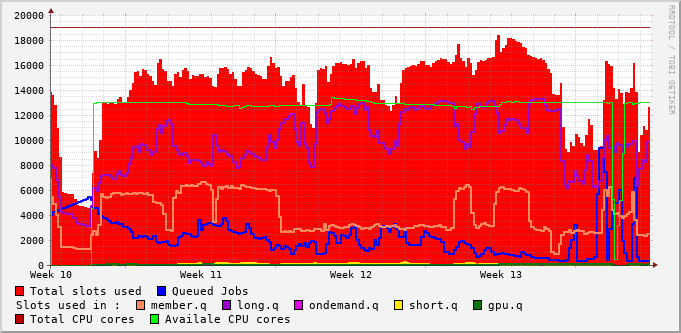 20000
18000
16000
14000
12000
10000
8000
6000
4000
2000
0
Week 10 Week 11 Week 12 Week 13
Total slots used Queued Jobs
Slots used in : member.q long.q ondemand.q short.q gpu.q
Total CPU cores Availale CPU cores
RRDTOOL / TOBI OETIKER